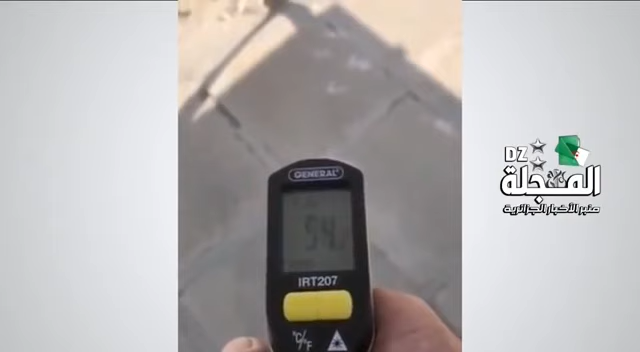 GENERAL
54
IRT207
°C/°F
DZ
المجلة
منبر الأخبار الجزائرية